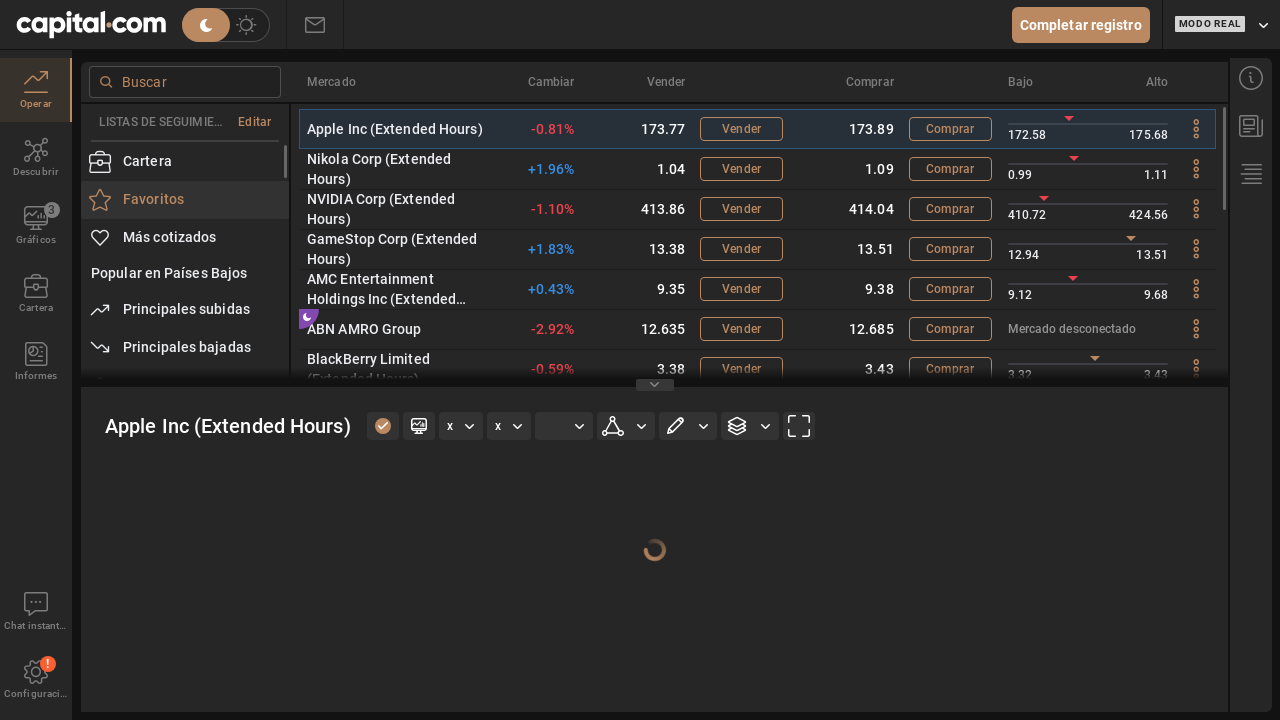 capital.com
Completar registro
MODO REAL
Operar
Descubrir
3
Gráficos
Cartera
Informes
Chat instant...
!
Configuraci...
Buscar
LISTAS DE SEGUIMIE... Editar
Cartera
Favoritos
Más cotizados
Popular en Países Bajos
Principales subidas
Principales bajadas
Mercado Cambiar Vender Comprar Bajo Alto
Apple Inc (Extended Hours) -0.81% 173.77 Vender 173.89 Comprar 172.58 175.68
Nikola Corp (Extended
Hours) +1.96% 1.04 Vender 1.09 Comprar 0.99 1.11
NVIDIA Corp (Extended
Hours) -1.10% 413.86 Vender 414.04 Comprar 410.72 424.56
GameStop Corp (Extended
Hours) +1.83% 13.38 Vender 13.51 Comprar 12.94 13.51
AMC Entertainment
Holdings Inc (Extended... +0.43% 9.35 Vender 9.38 Comprar 9.12 9.68
ABN AMRO Group -2.92% 12.635 Vender 12.685 Comprar Mercado desconectado
BlackBerry Limited
(Extended Hours) -0.59% 3.38 Vender 3.43 Comprar 3.32 3.43
Apple Inc (Extended Hours) x x